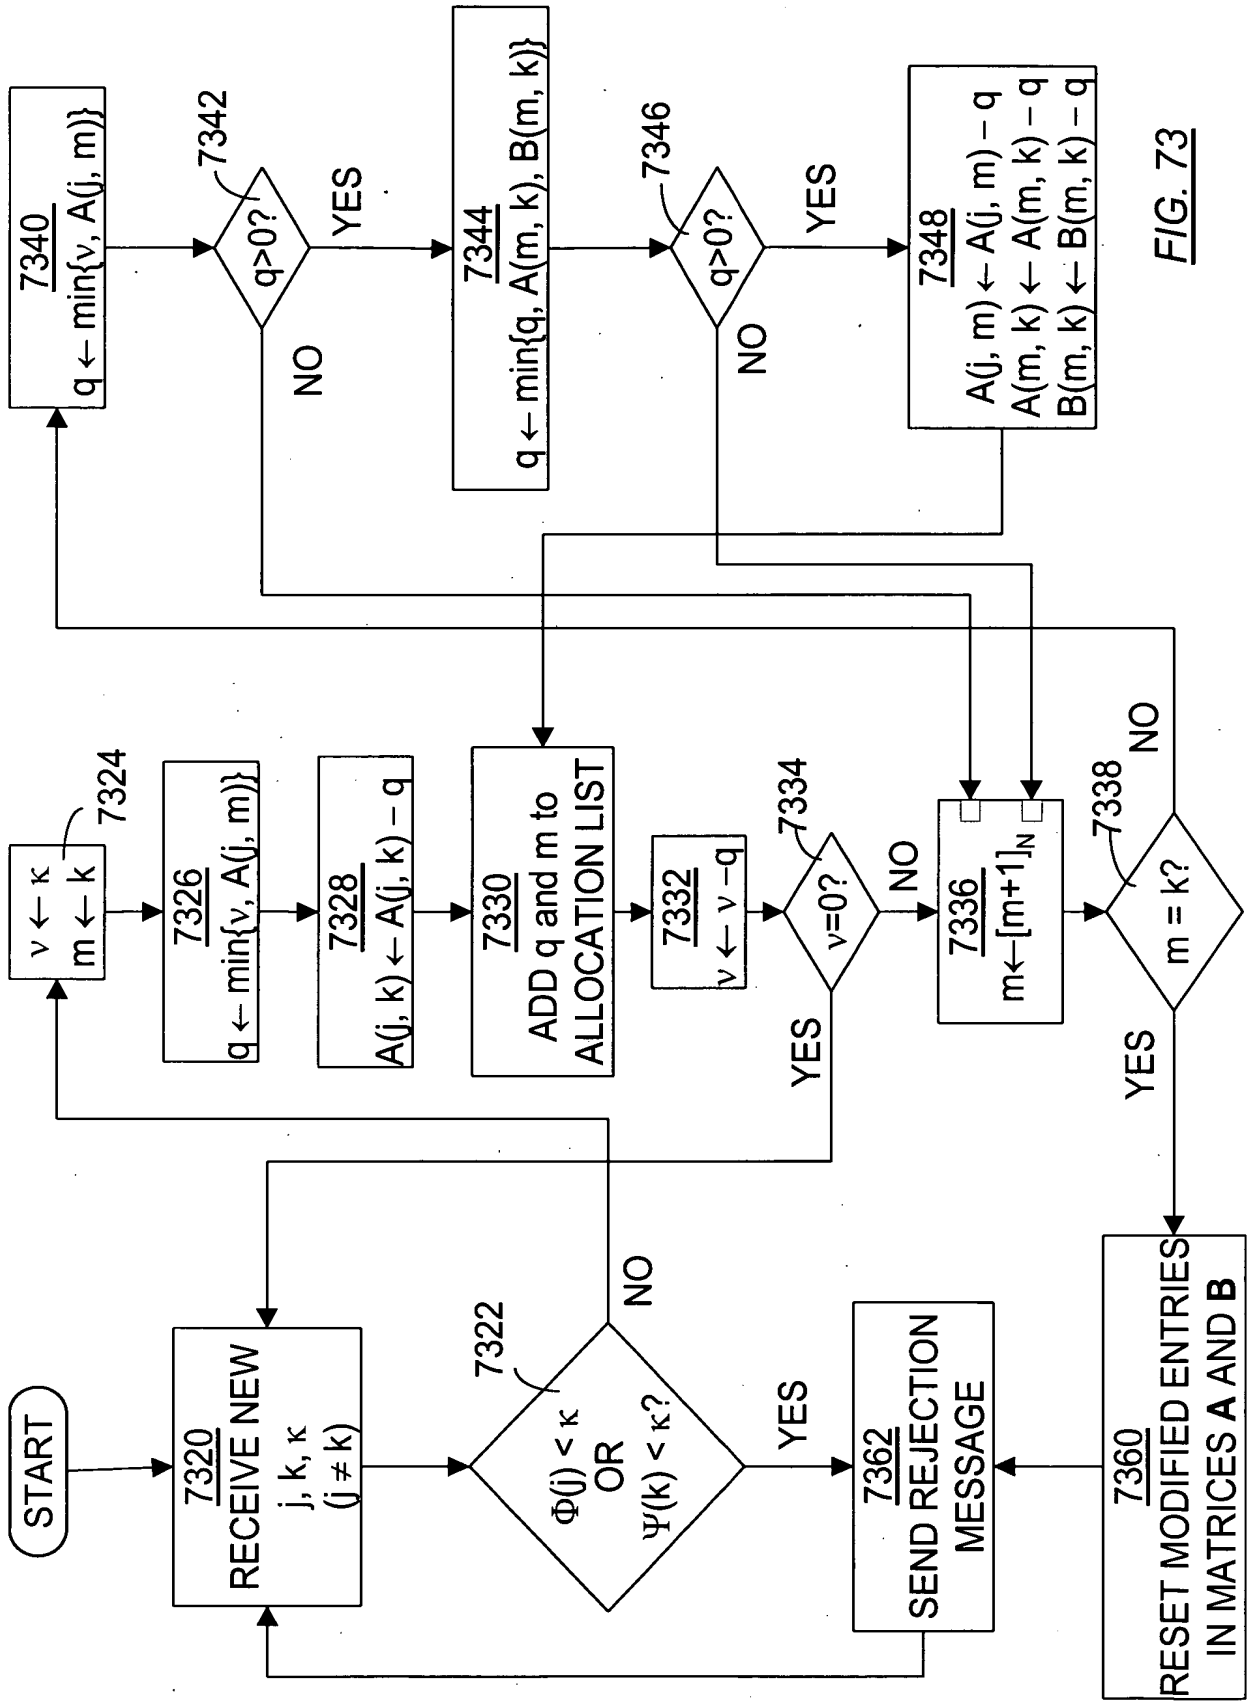 START
7320
RECEIVE NEW
j, k, κ
(j ≠ k)
7322
Φ(j) < κ
OR
Ψ(k) < κ?
NO
YES
7362
SEND REJECTION
MESSAGE
7360
RESET MODIFIED ENTRIES
IN MATRICES A AND B
7324
ν ← κ
m ← k
7326
q ← min{ν, A(j, m)}
7328
A(j, k) ← A(j, k) – q
7330
ADD q and m to
ALLOCATION LIST
7332
ν ← ν –q
7334
ν=0?
YES
NO
7336
m←[m+1]N
7338
m = k?
YES
NO
7340
q ← min{ν, A(j, m)}
7342
q>0?
NO
YES
7344
q ← min{q, A(m, k), B(m, k)}
7346
q>0?
NO
YES
7348
A(j, m) ← A(j, m) – q
A(m, k) ← A(m, k) – q
B(m, k) ← B(m, k) – q
FIG. 73